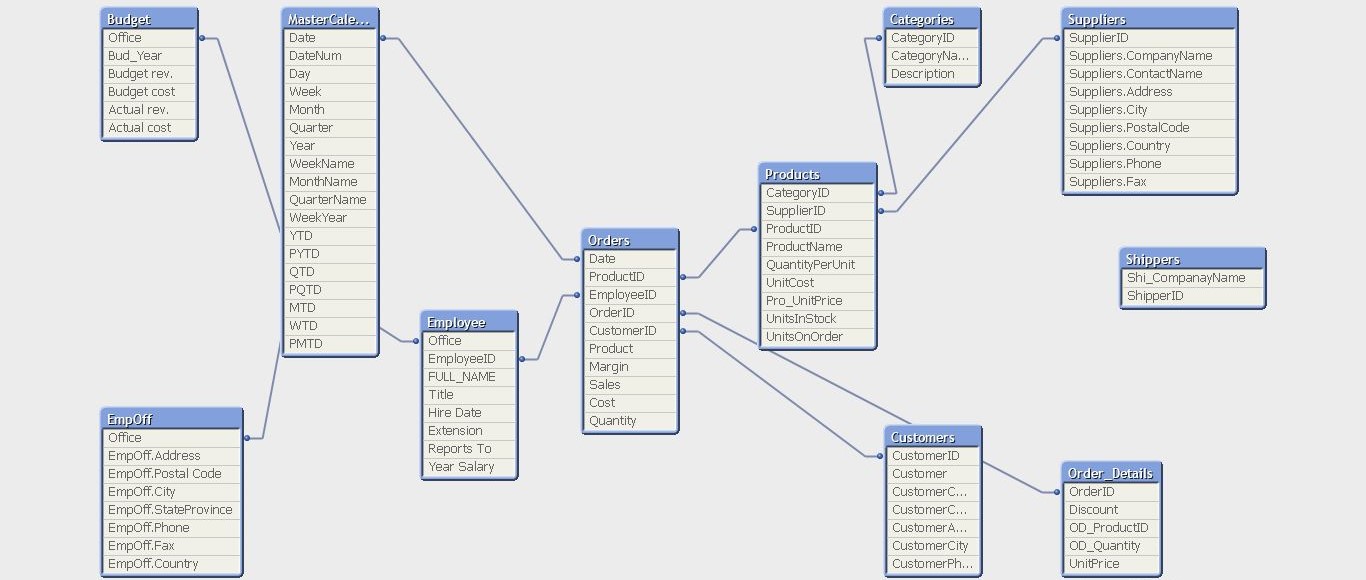 Budget
Office
Bud_Year
Budget rev.
Budget cost
Actual rev.
Actual cost
MasterCale...
Date
DateNum
Day
Week
Month
Quarter
Year
WeekName
MonthName
QuarterName
WeekYear
YTD
PYTD
QTD
PQTD
MTD
WTD
PMTD
EmpOff
Office
EmpOff.Address
EmpOff.Postal Code
EmpOff.City
EmpOff.StateProvince
EmpOff.Phone
EmpOff.Fax
EmpOff.Country
Employee
Office
EmployeeID
FULL_NAME
Title
Hire Date
Extension
Reports To
Year Salary
Orders
Date
ProductID
EmployeeID
OrderID
CustomerID
Product
Margin
Sales
Cost
Quantity
Products
CategoryID
SupplierID
ProductID
ProductName
QuantityPerUnit
UnitCost
Pro_UnitPrice
UnitsInStock
UnitsOnOrder
Categories
CategoryID
CategoryNa...
Description
Suppliers
SupplierID
Suppliers.CompanyName
Suppliers.ContactName
Suppliers.Address
Suppliers.City
Suppliers.PostalCode
Suppliers.Country
Suppliers.Phone
Suppliers.Fax
Shippers
Shi_CompanayName
ShipperID
Customers
CustomerID
Customer
CustomerC...
CustomerC...
CustomerA...
CustomerCity
CustomerPh...
Order_Details
OrderID
Discount
OD_ProductID
OD_Quantity
UnitPrice